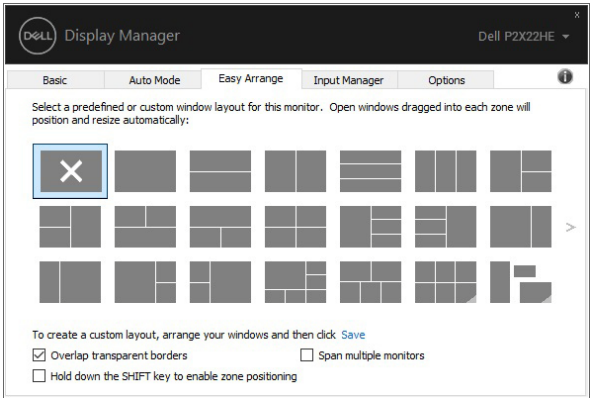 x
DELL Display Manager
Dell P2X22HE
Basic Auto Mode Easy Arrange Input Manager Options
Select a predefined or custom window layout for this monitor. Open windows dragged into each zone will
position and resize automatically:
To create a custom layout, arrange your windows and then click Save
Overlap transparent borders Span multiple monitors
Hold down the SHIFT key to enable zone positioning